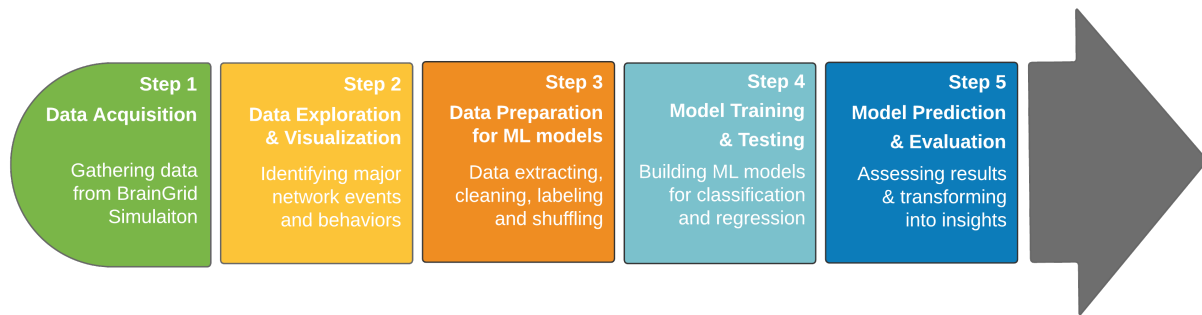 Step 1
Data Acquisition
Gathering data
from BrainGrid
Simulaiton
Step 2
Data Exploration
& Visualization
Identifying major
network events
and behaviors
Step 3
Data Preparation
for ML models
Data extracting,
cleaning, labeling
and shuffling
Step 4
Model Training
& Testing
Building ML models
for classification
and regression
Step 5
Model Prediction
& Evaluation
Assessing results
& transforming
into insights